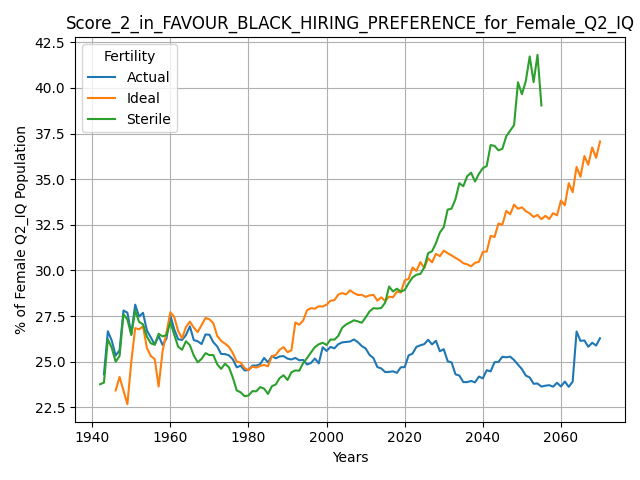 Score_2_in_FAVOUR_BLACK_HIRING_PREFERENCE_for_Female_Q2_IQ
42.5
40.0
37.5
35.0
32.5
30.0
27.5
25.0
22.5
% of Female Q2_IQ Population
Fertility
Actual
Ideal
Sterile
1940 1960 1980 2000 2020 2040 2060
Years